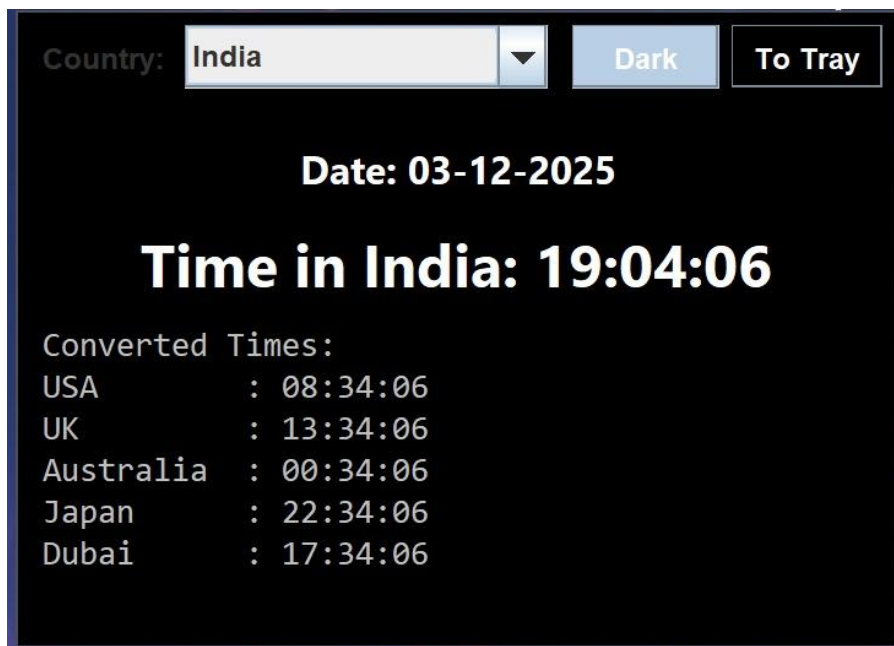 Country: India Dark To Tray
Date: 03-12-2025
Time in India: 19:04:06
Converted Times:
USA : 08:34:06
UK : 13:34:06
Australia : 00:34:06
Japan : 22:34:06
Dubai : 17:34:06